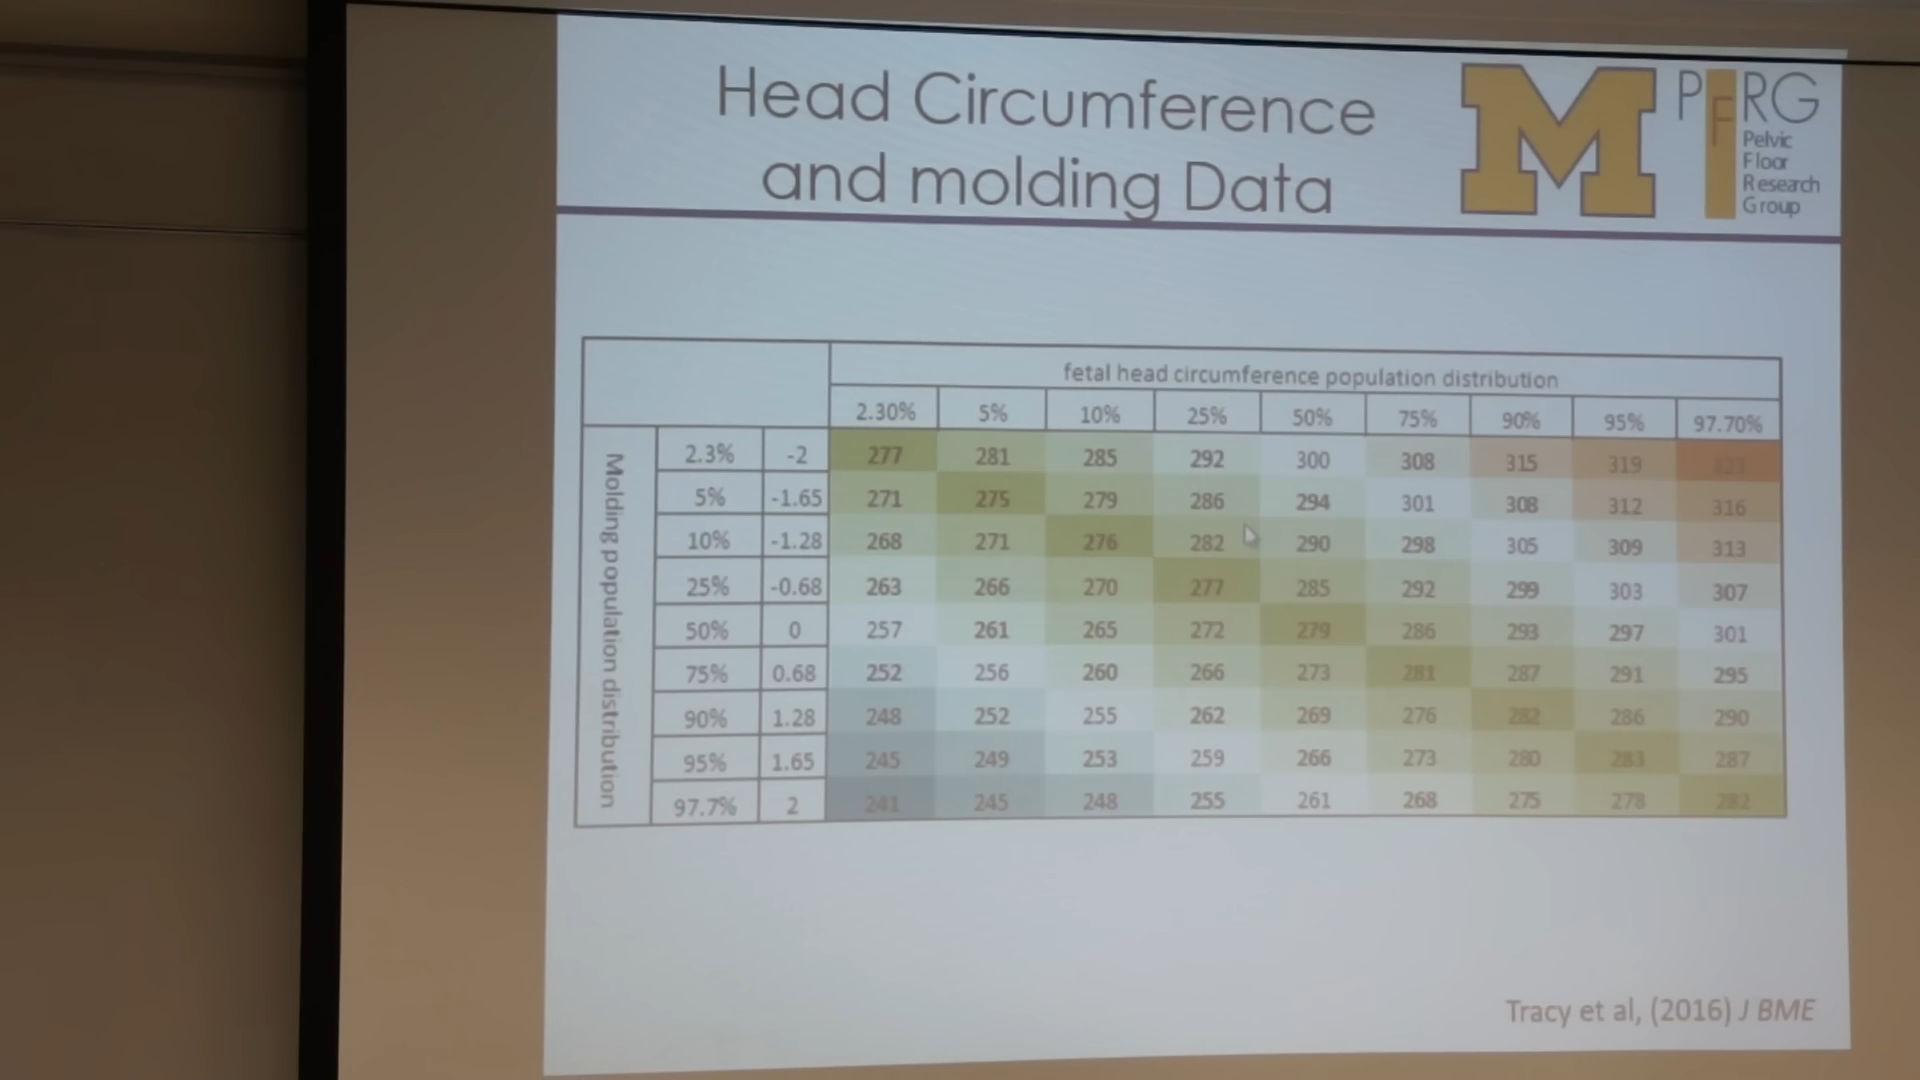 Head Circumference
and molding Data
M
PFRG
Pelvic
Floor
Research
Group
fetal head circumference population distribution
2.30% 5% 10% 25% 50% 75% 90% 95% 97.70%
Molding population distribution
2.3% -2 277 281 285 292 300 308 315 319
5% -1.65 271 275 279 286 294 301 308 312 316
10% -1.28 268 271 276 282 290 298 305 309 313
25% -0.68 263 266 270 277 285 292 299 303 307
50% 0 257 261 265 272 279 286 293 297 301
75% 0.68 252 256 260 266 273 281 287 291 295
90% 1.28 248 252 255 262 269 276 282 286 290
95% 1.65 245 249 253 259 266 273 280 283 287
97.7% 2 241 245 248 255 261 268 275 278 282
Tracy et al, (2016) J BME